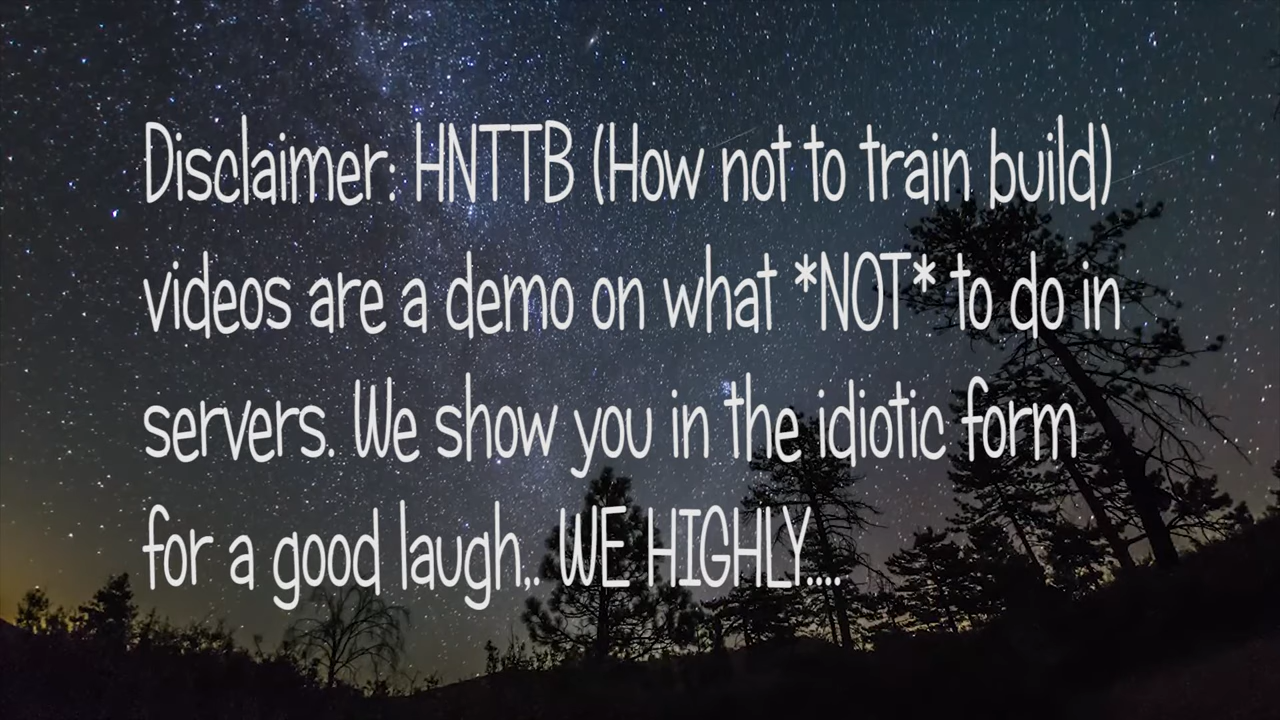 Disclaimer: HNTTB (How not to train build)
videos are a demo on what *NOT* to do in
servers. We show you in the idiotic form
for a good laugh,. WE HIGHLY....